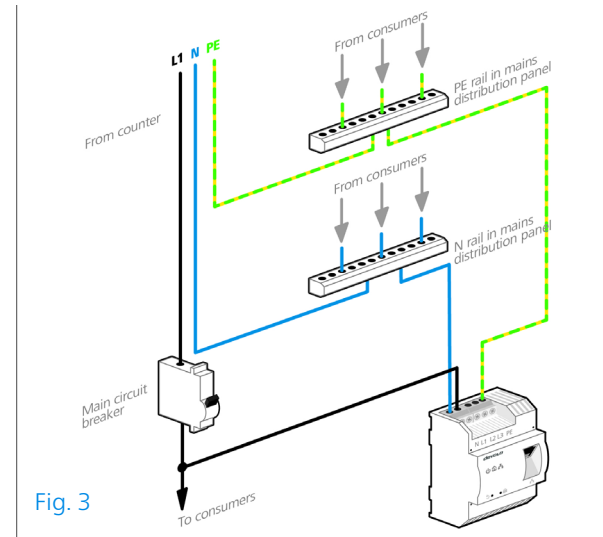 L1 N PE
From consumers
PE rail in mains
distribution panel
From counter
From consumers
N rail in mains
distribution panel
Main circuit
breaker
N L1 L2 L3 PE
devolo
To consumers
Fig. 3